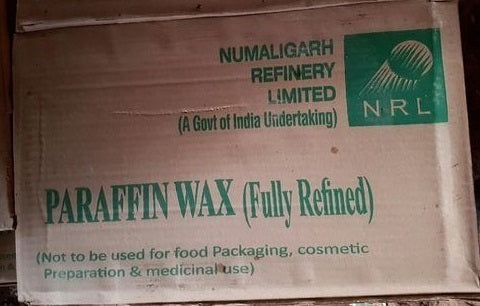 NUMALIGARH
REFINERY
LIMITED
(A Govt of India Undertaking)
NRL
PARAFFIN WAX (Fully Refined)
(Not to be used for food Packaging, cosmetic
Preparation & medicinal use)